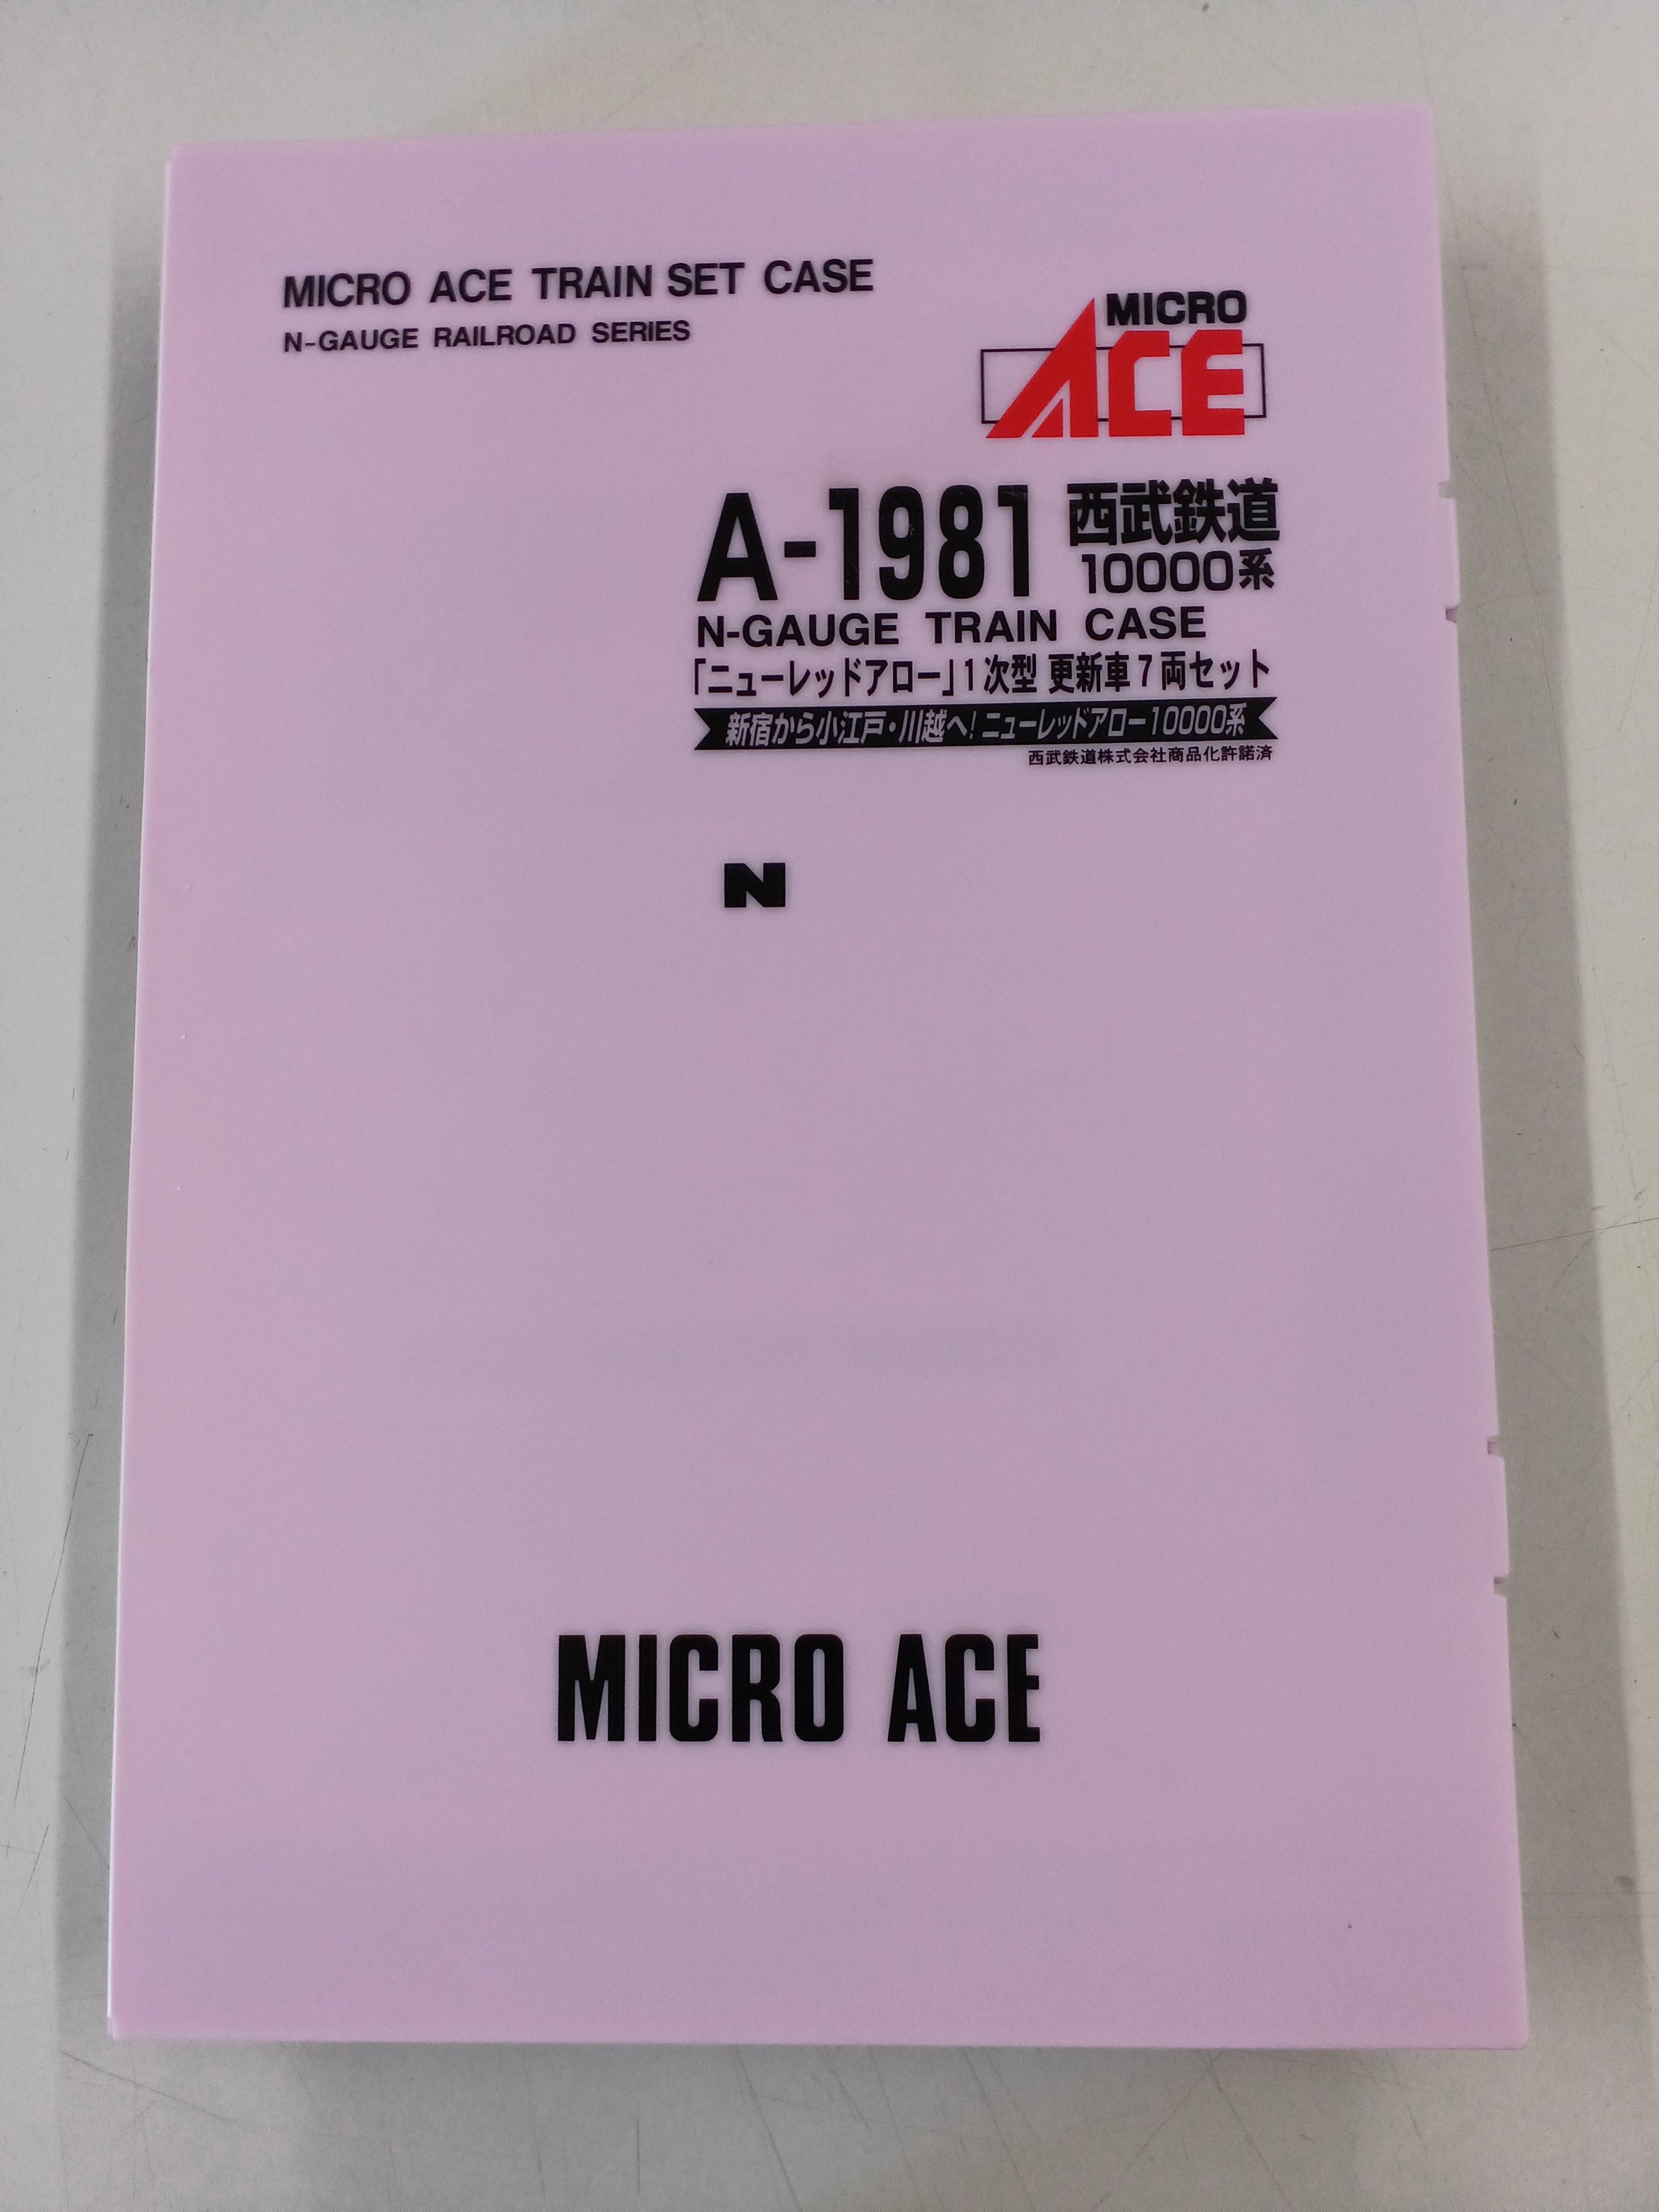 MICRO ACE TRAIN SET CASE
N-GAUGE RAILROAD SERIES
MICRO
ACE
A-1981 西武鉄道
10000系
N-GAUGE TRAIN CASE
「ニューレッドアロー」1次型 更新車7両セット
新宿から小江戸・川越へ!ニューレッドアロー10000系
西武鉄道株式会社商品化許諾済
N
MICRO ACE